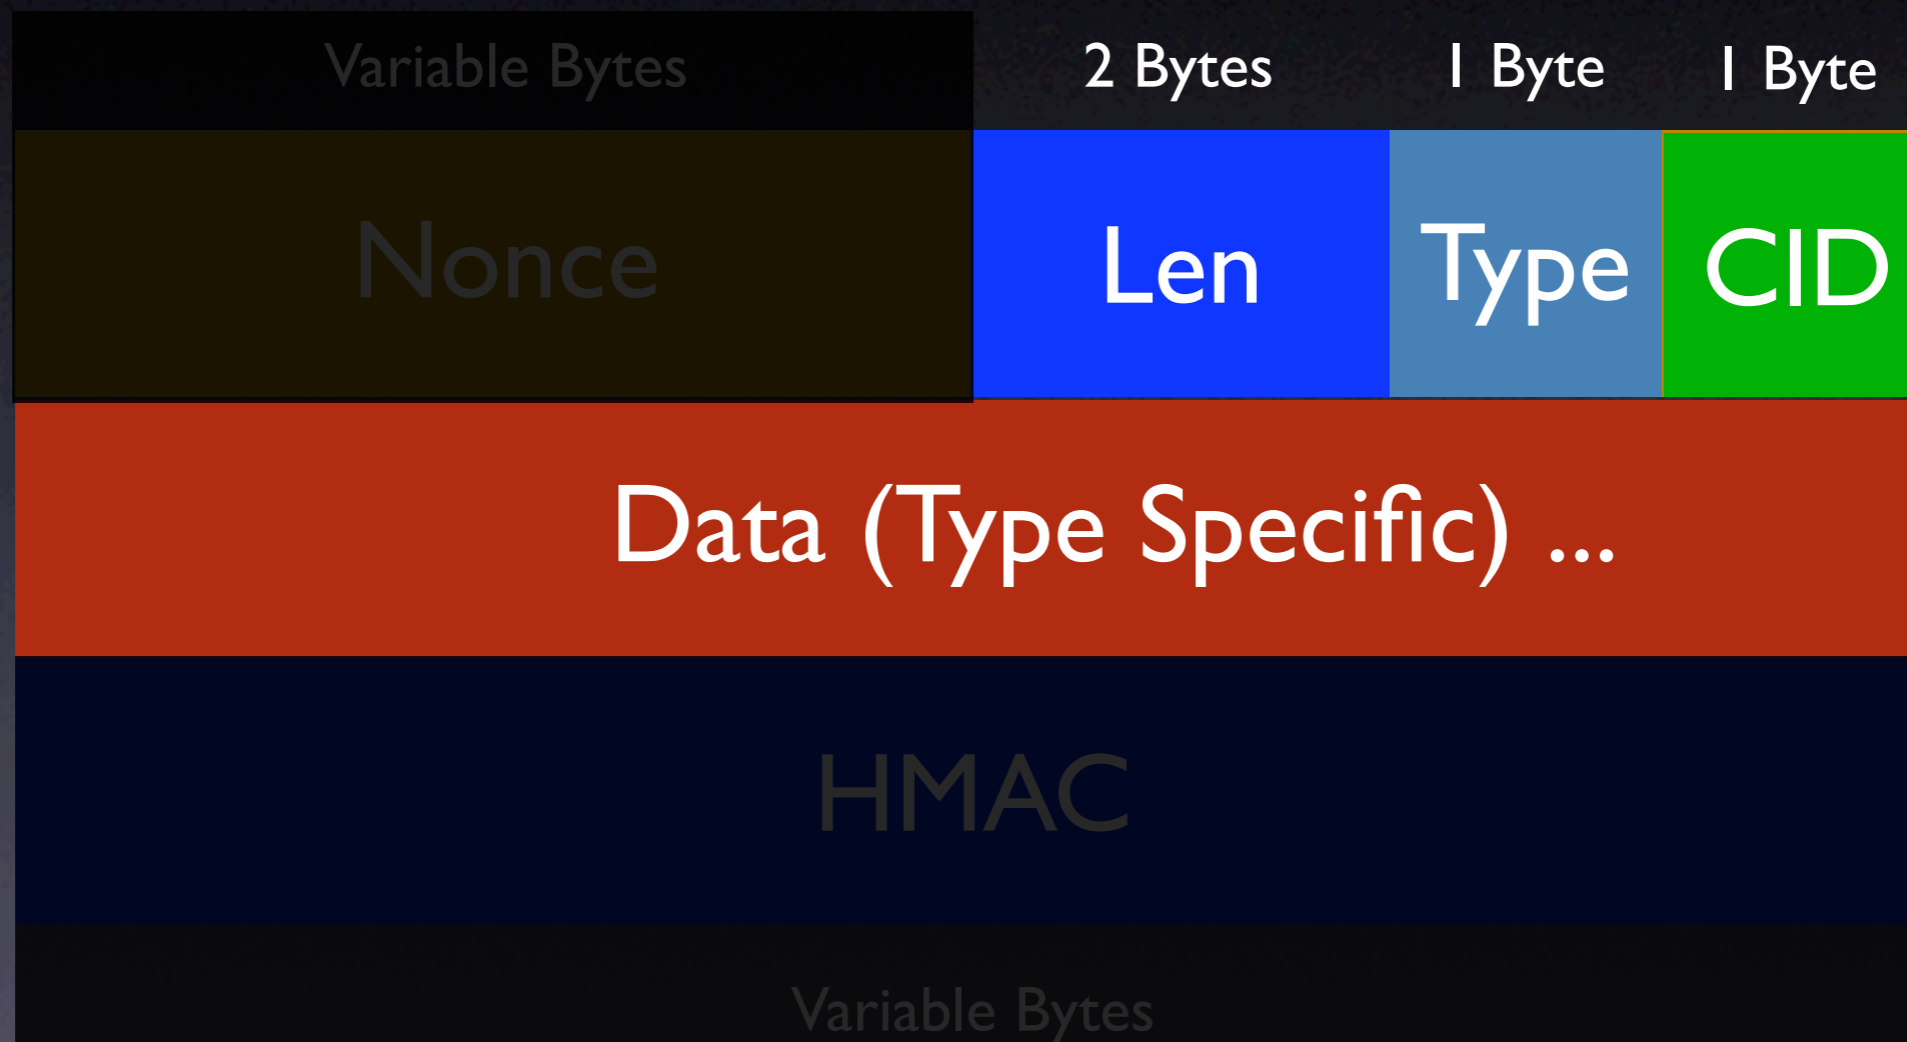 Variable Bytes 2 Bytes 1 Byte 1 Byte
Nonce Len Type CID
Data (Type Specific) ...
HMAC
Variable Bytes